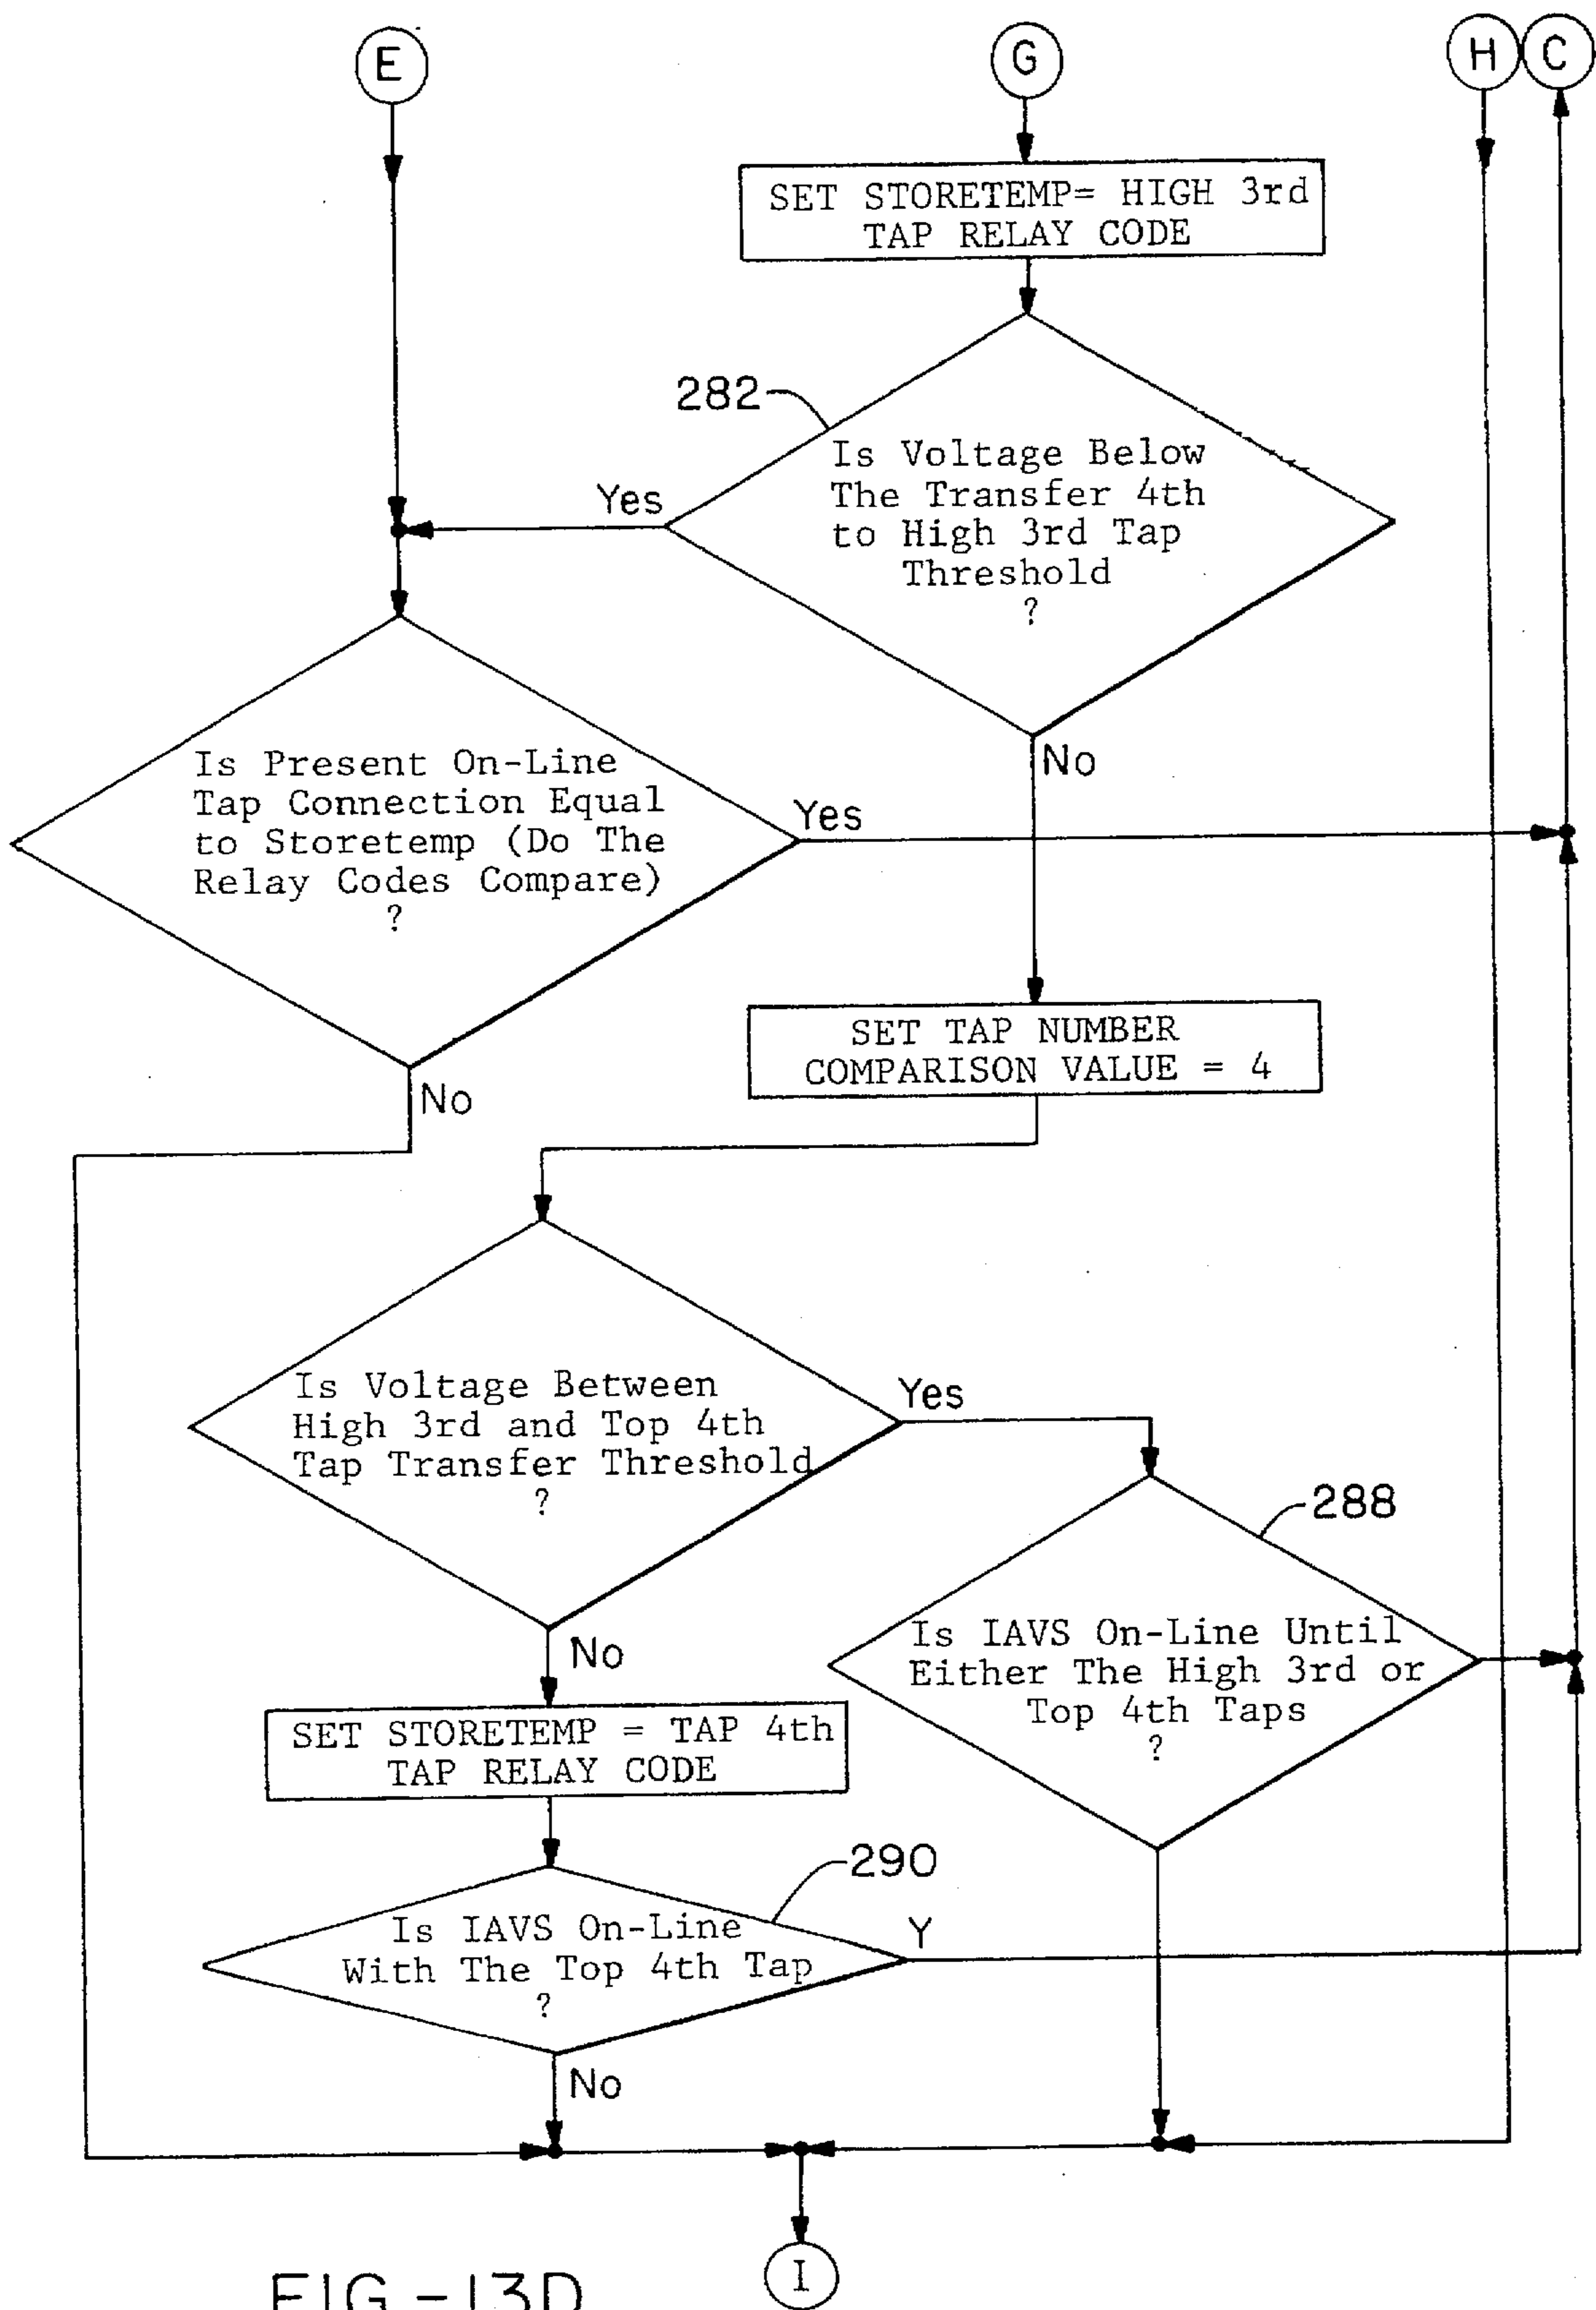 E
G
H
C
SET STORETEMP= HIGH 3rd
TAP RELAY CODE
282
Is Voltage Below
The Transfer 4th
to High 3rd Tap
Threshold
?
Yes
No
Is Present On-Line
Tap Connection Equal
to Storetemp (Do The
Relay Codes Compare)
?
Yes
No
SET TAP NUMBER
COMPARISON VALUE = 4
Is Voltage Between
High 3rd and Top 4th
Tap Transfer Threshold
?
Yes
No
288
Is IAVS On-Line Until
Either The High 3rd or
Top 4th Taps
?
SET STORETEMP = TAP 4th
TAP RELAY CODE
290
Is IAVS On-Line
With The Top 4th Tap
?
Y
No
I
FIG-13D